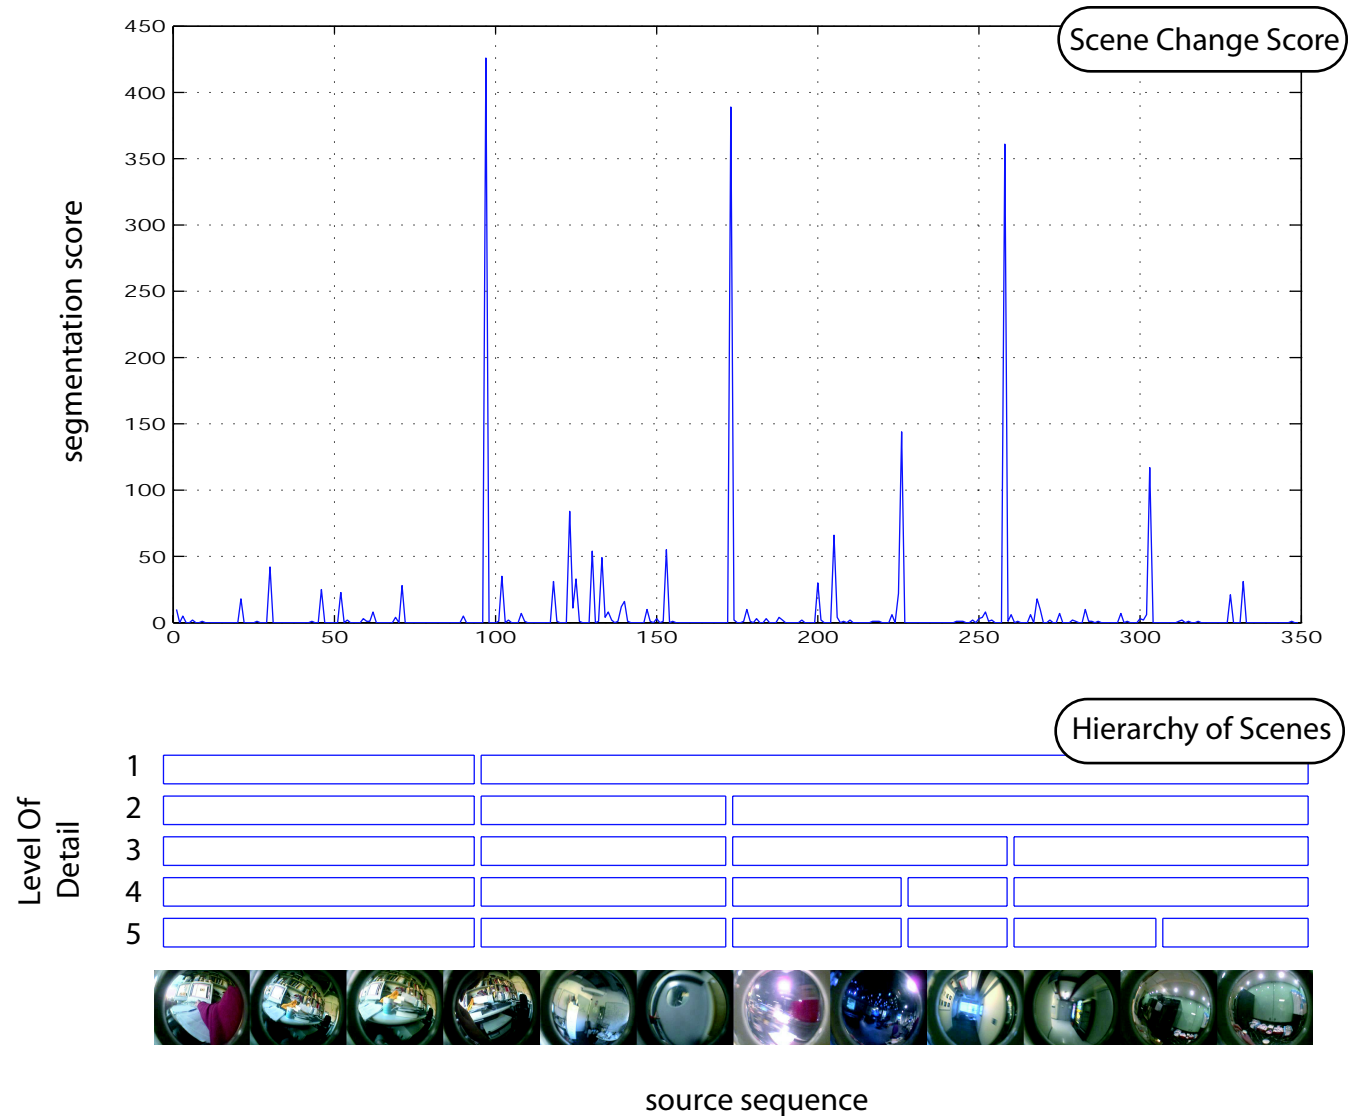 Scene Change Score
450
400
350
300
250
200
150
100
50
0
segmentation score
0 50 100 150 200 250 300 350
Hierarchy of Scenes
Level Of
Detail
1
2
3
4
5
source sequence